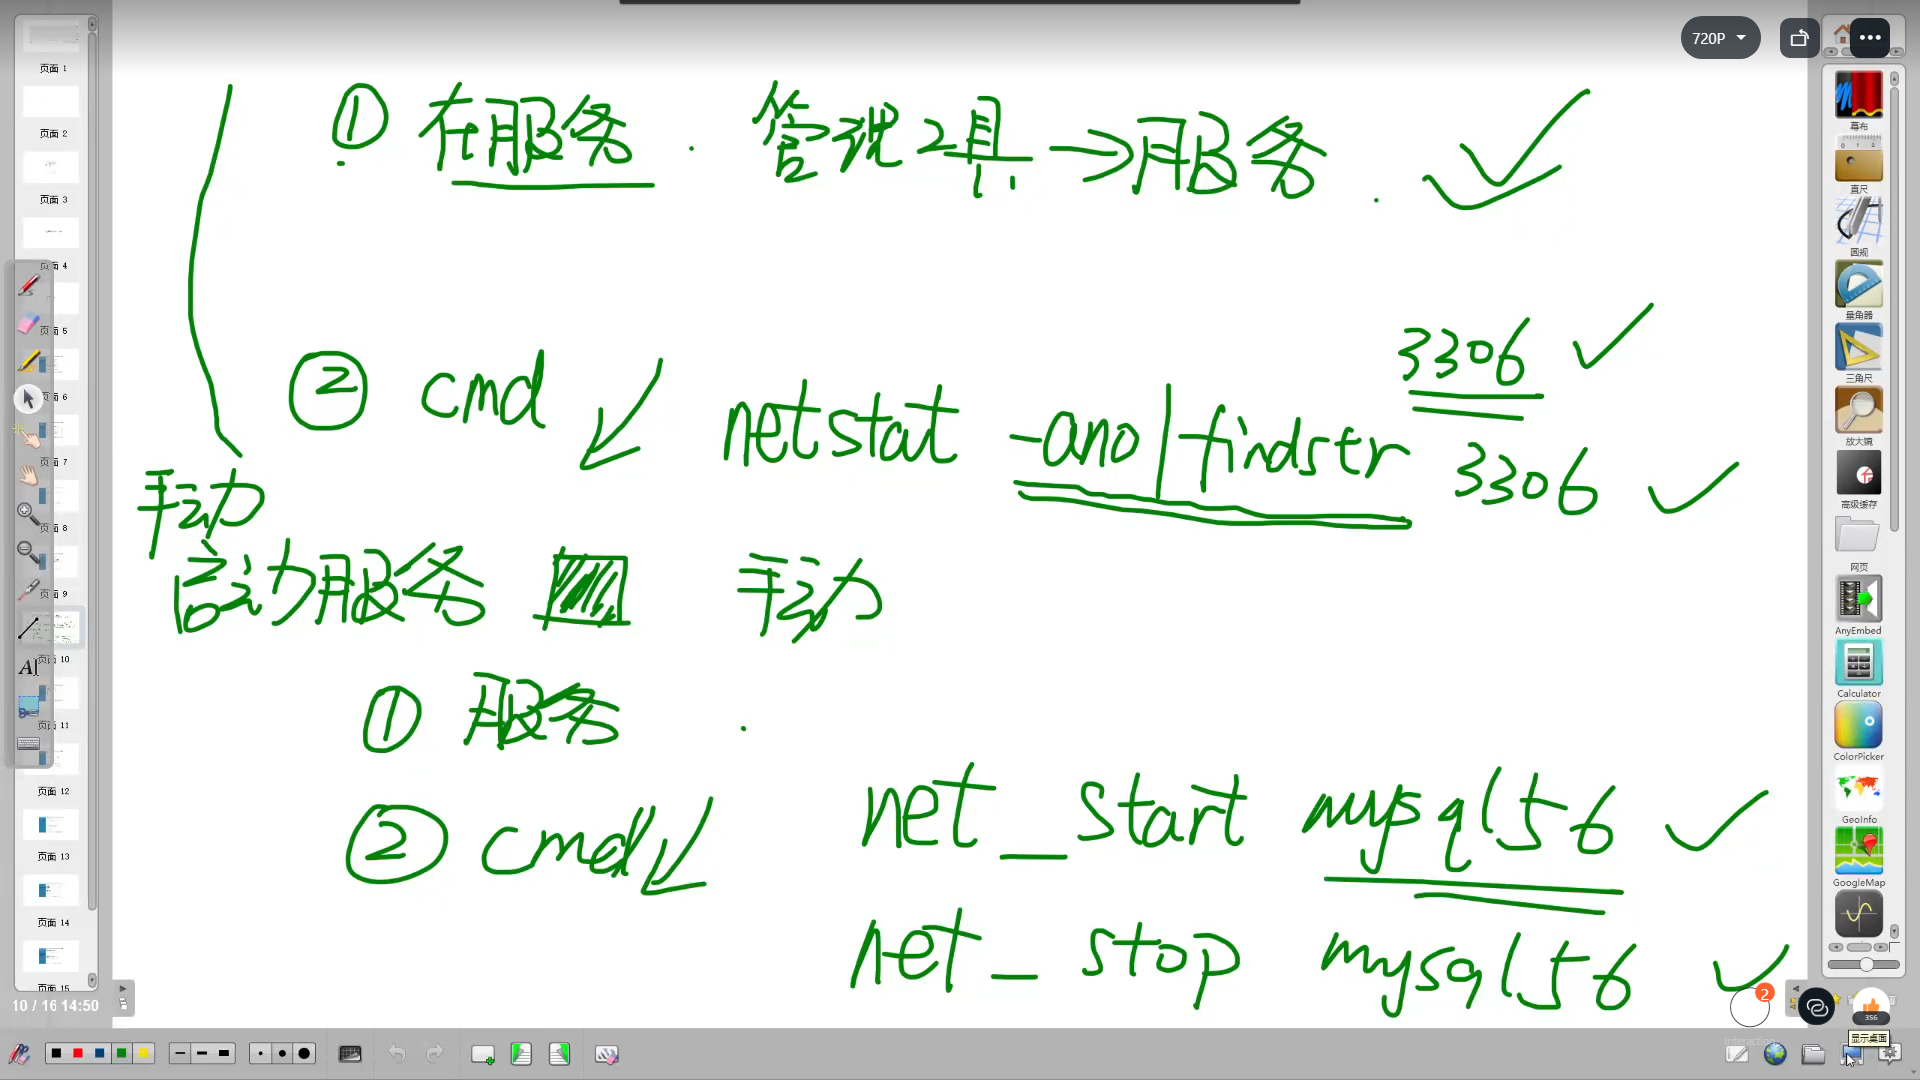 720P
页面 1
页面 2
页面 3
页面 4
页面 5
页面 6
页面 7
页面 8
页面 9
页面 10
页面 11
页面 12
页面 13
页面 14
页面 15
10 / 16 14:50
① 在服务 . 管理工具 → 服务 .
3306
② cmd netstat -ano | findstr 3306
手动
启动服务 手动
① 服务 .
② cmd net _ start mysql56
net _ stop mysql56
幕布
直尺
圆规
量角器
三角尺
放大镜
高级缓存
网页
AnyEmbed
Calculator
ColorPicker
GeoInfo
GoogleMap
2
356
显示桌面